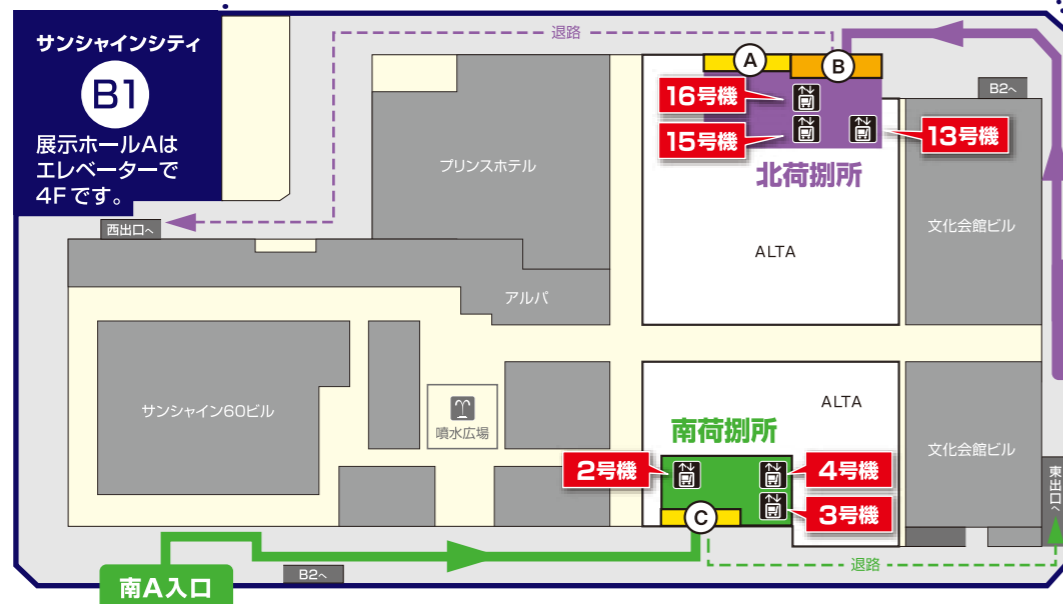 サンシャインシティ
B1
展示ホールAは
エレベーターで
4Fです。
退路
A
B
B2へ
16号機
15号機
13号機
北荷捌所
プリンスホテル
西出口へ
文化会館ビル
ALTA
アルパ
サンシャイン60ビル
噴水広場
ALTA
南荷捌所
文化会館ビル
2号機
4号機
3号機
東出口へ
C
退路
B2へ
南A入口